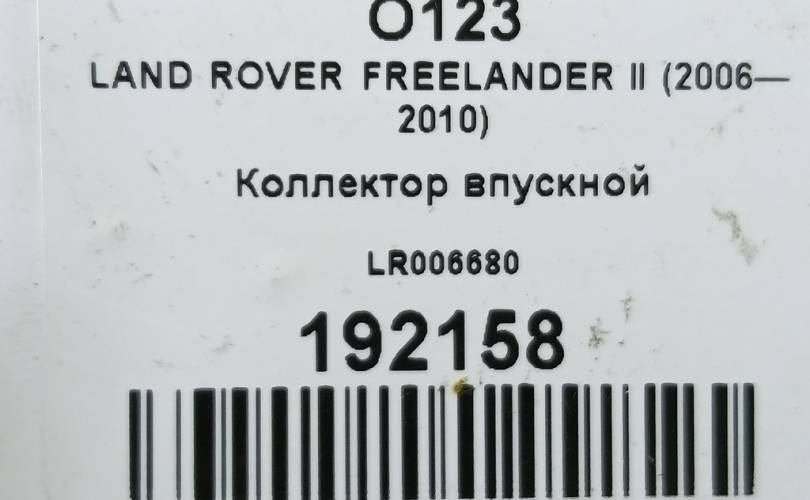 O123
LAND ROVER FREELANDER II (2006—
2010)
Коллектор впускной
LR006680
192158